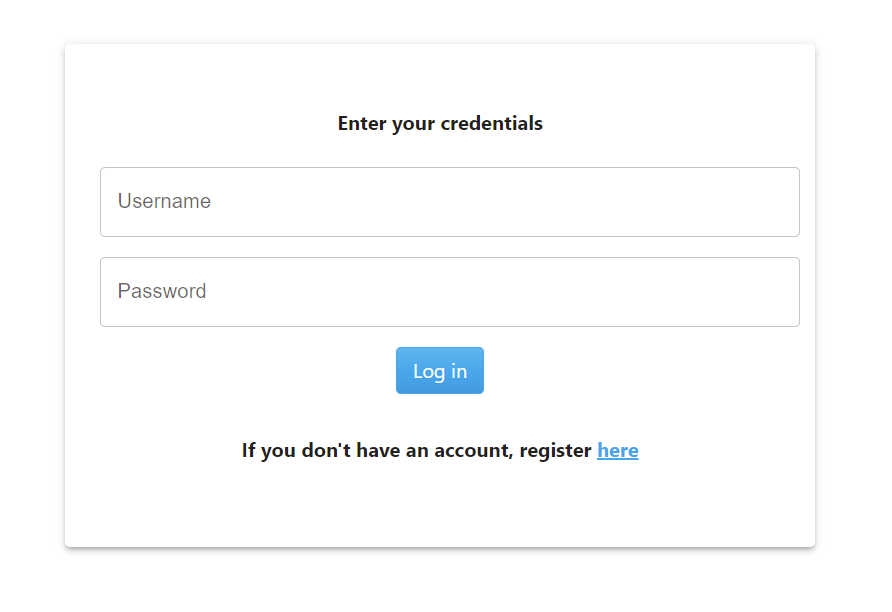 Enter your credentials
Username
Password
Log in
If you don't have an account, register here